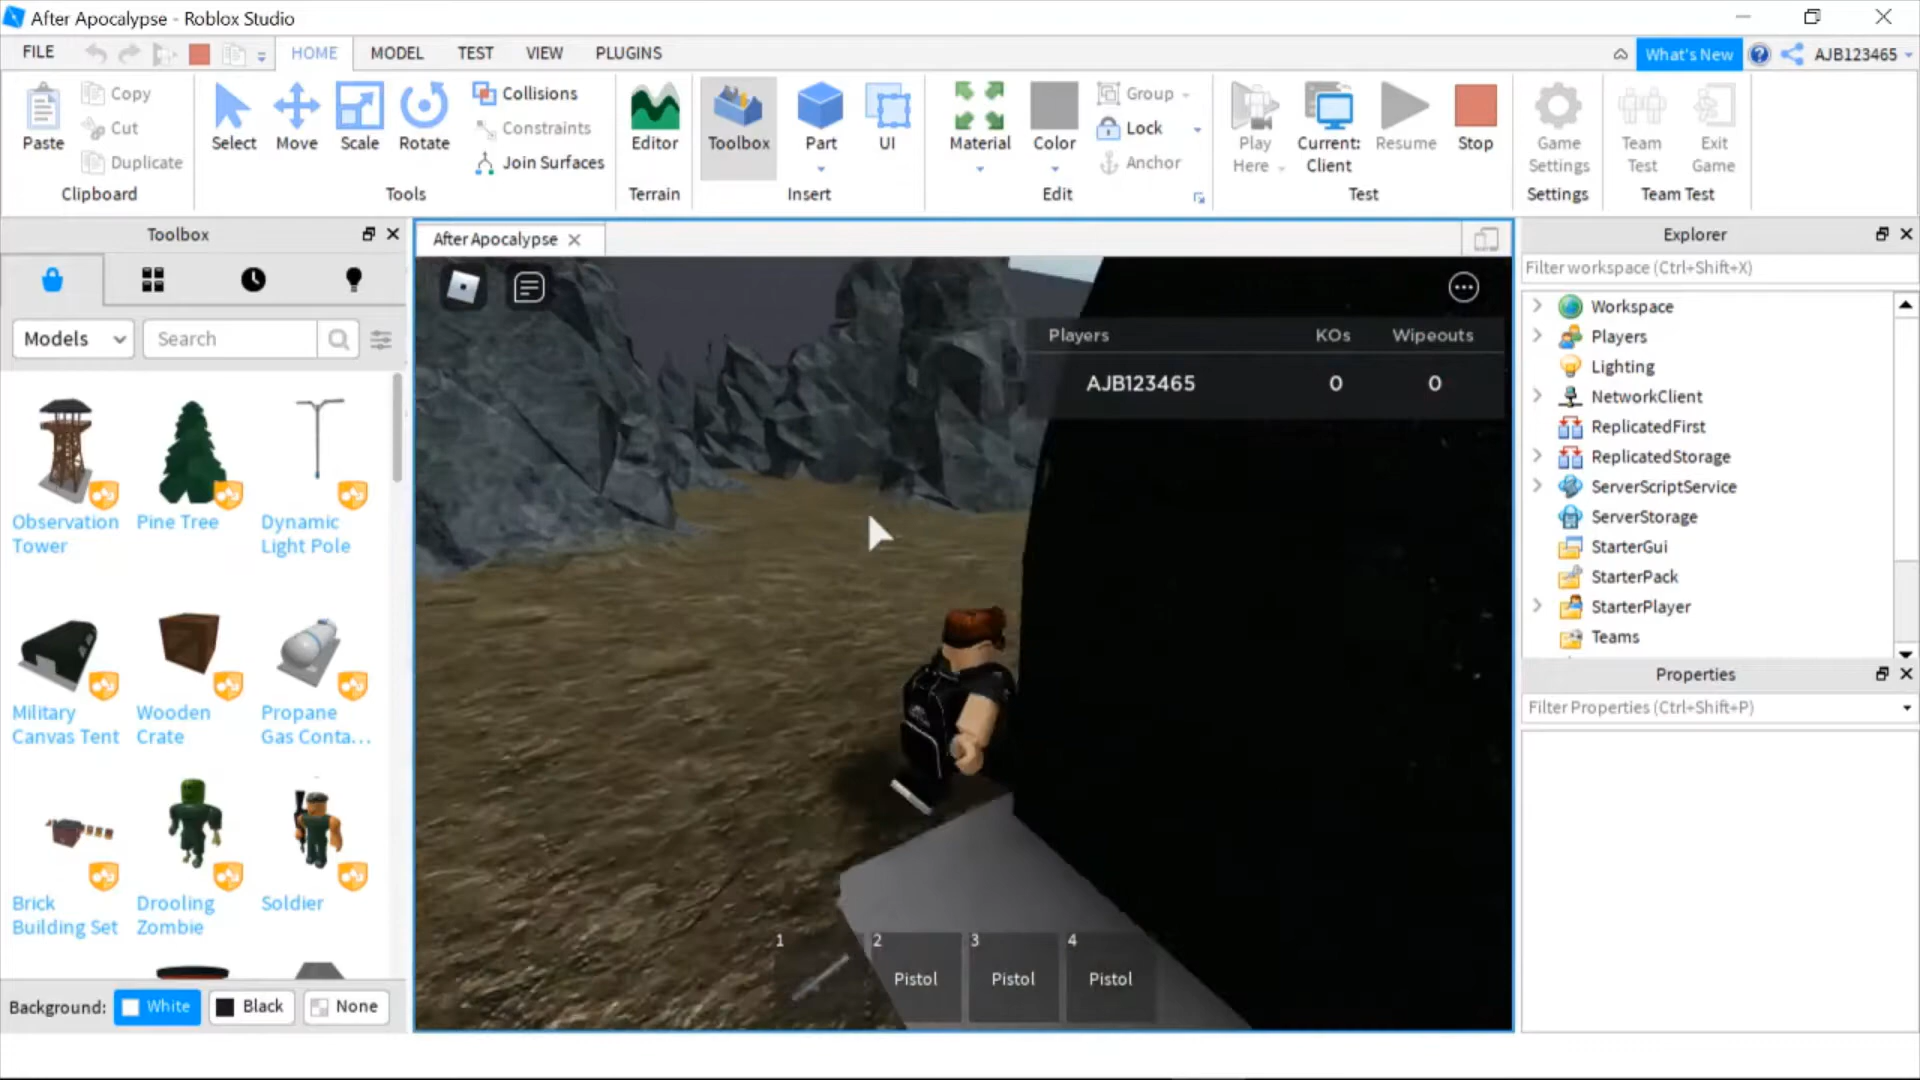 After Apocalypse - Roblox Studio
FILE
HOME
MODEL
TEST
VIEW
PLUGINS
What's New
AJB123465
Paste
Copy
Cut
Duplicate
Clipboard
Select
Move
Scale
Rotate
Collisions
Constraints
Join Surfaces
Tools
Editor
Terrain
Toolbox
Part
UI
Insert
Material
Color
Group
Lock
Anchor
Edit
Play
Here
Current:
Client
Resume
Stop
Test
Game
Settings
Settings
Team
Test
Exit
Game
Team Test
Toolbox
Models
Search
Observation
Tower
Pine Tree
Dynamic
Light Pole
Military
Canvas Tent
Wooden
Crate
Propane
Gas Conta...
Brick
Building Set
Drooling
Zombie
Soldier
Background:
White
Black
None
After Apocalypse
Players KOs Wipeouts
AJB123465 0 0
1
2
Pistol
3
Pistol
4
Pistol
Explorer
Filter workspace (Ctrl+Shift+X)
Workspace
Players
Lighting
NetworkClient
ReplicatedFirst
ReplicatedStorage
ServerScriptService
ServerStorage
StarterGui
StarterPack
StarterPlayer
Teams
Properties
Filter Properties (Ctrl+Shift+P)